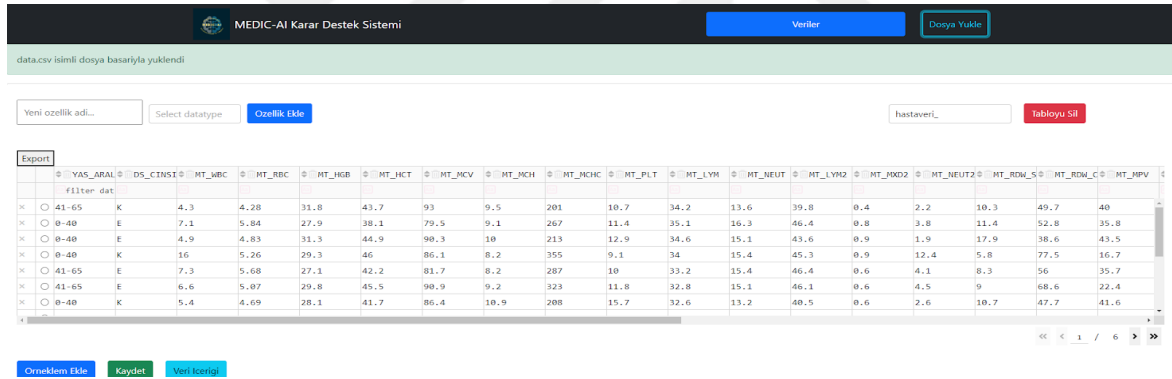 MEDIC-AI Karar Destek Sistemi Veriler Dosya Yukle
data.csv isimli dosya basariyla yuklendi
Yeni ozellik adi... Select datatype Ozellik Ekle hastaveri_ Tabloyu Sil
Export
YAS_ARAL DS_CINSI MT_WBC MT_RBC MT_HGB MT_HCT MT_MCV MT_MCH MT_MCHC MT_PLT MT_LYM MT_NEUT MT_LYM2 MT_MXD2 MT_NEUT2 MT_RDW_S MT_RDW_C MT_MPV
filter dat
41-65 K 4.3 4.28 31.8 43.7 93 9.5 201 10.7 34.2 13.6 39.8 0.4 2.2 10.3 49.7 40
0-40 E 7.1 5.84 27.9 38.1 79.5 9.1 267 11.4 35.1 16.3 46.4 0.8 3.8 11.4 52.8 35.8
0-40 E 4.9 4.83 31.3 44.9 90.3 10 213 12.9 34.6 15.1 43.6 0.9 1.9 17.9 38.6 43.5
0-40 K 16 5.26 29.3 46 86.1 8.2 355 9.1 34 15.4 45.3 0.9 12.4 5.8 77.5 16.7
41-65 E 7.3 5.68 27.1 42.2 81.7 8.2 287 10 33.2 15.4 46.4 0.6 4.1 8.3 56 35.7
41-65 E 6.6 5.07 29.8 45.5 90.9 9.2 323 11.8 32.8 15.1 46.1 0.6 4.5 9 68.6 22.4
0-40 K 5.4 4.69 28.1 41.7 86.4 10.9 208 15.7 32.6 13.2 40.5 0.6 2.6 10.7 47.7 41.6
1 / 6
Orneklem Ekle Kaydet Veri Icerigi